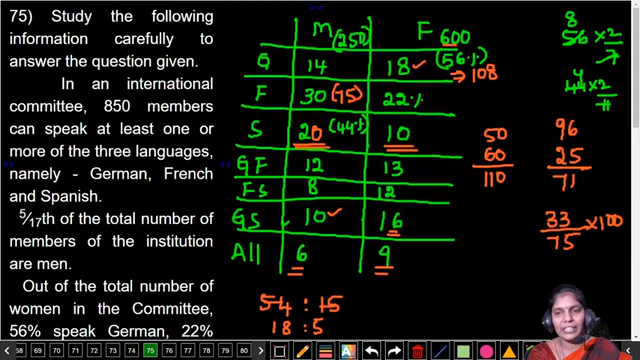 75) Study the following
information carefully to
answer the question given.
In an international
committee, 850 members
can speak at least one or
more of the three languages,
namely - German, French
and Spanish.
5/17th of the total number of
members of the institution
are men.
Out of the total number of
women in the Committee,
56% speak German, 22%
M (250) F 600
G 14 18 ✓ (56%) → 108
F 30 (75) 22%
S 20 (44%) 10
GF 12 13
FS 8 12
GS 10 ✓ 16
All 6 9
54 : 15
18 : 5
8
56 × 2
7
4
44 × 2
11
50
60
110
96
25
71
33
75 × 100
68 69 70 71 72 73 74 75 76 77 78 79 80